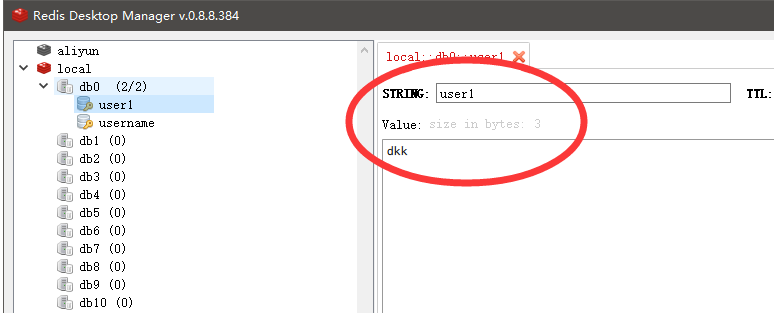 Redis Desktop Manager v.0.8.8.384
aliyun
local
db0 (2/2)
user1
username
db1 (0)
db2 (0)
db3 (0)
db4 (0)
db5 (0)
db6 (0)
db7 (0)
db8 (0)
db9 (0)
db10 (0)
local::db0::user1
STRING: user1 TTL:
Value: size in bytes: 3
dkk